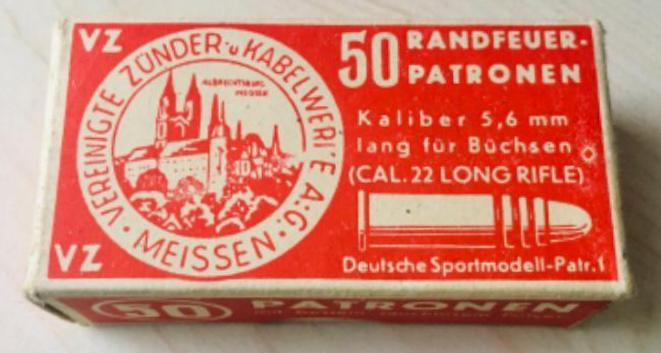 VZ
VEREINIGTE ZÜNDER-u KABELWERKE A:G·
· MEISSEN ·
ALBRECHTSBURG
MEISSEN
VZ
50 RANDFEUER-
PATRONEN
Kaliber 5,6 mm
lang für Büchsen
(CAL. 22 LONG RIFLE)
Deutsche Sportmodell-Patr.
50 PATRONEN